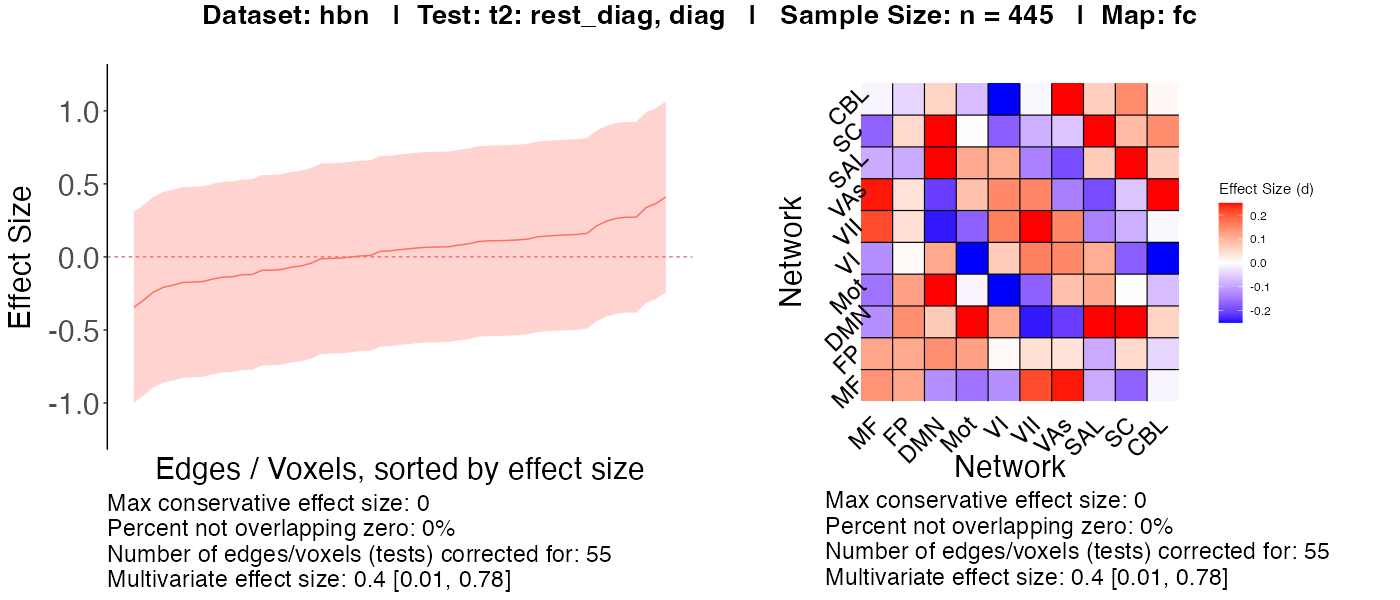 Dataset: hbn | Test: t2: rest_diag, diag | Sample Size: n = 445 | Map: fc
Effect Size
1.0
0.5
0.0
-0.5
-1.0
Edges / Voxels, sorted by effect size
Max conservative effect size: 0
Percent not overlapping zero: 0%
Number of edges/voxels (tests) corrected for: 55
Multivariate effect size: 0.4 [0.01, 0.78]
Network
CBL
SC
SAL
VAs
VII
VI
Mot
DMN
FP
MF
MF FP DMN Mot VI VII VAs SAL SC CBL
Network
Effect Size (d)
0.2
0.1
0.0
-0.1
-0.2
Max conservative effect size: 0
Percent not overlapping zero: 0%
Number of edges/voxels (tests) corrected for: 55
Multivariate effect size: 0.4 [0.01, 0.78]